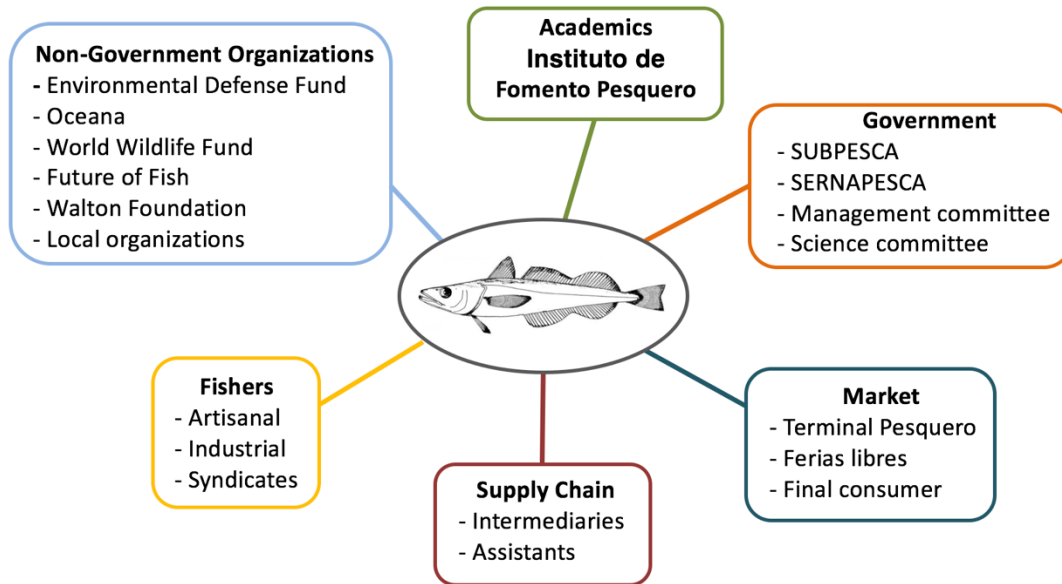 Non-Government Organizations
- Environmental Defense Fund
- Oceana
- World Wildlife Fund
- Future of Fish
- Walton Foundation
- Local organizations
Academics
Instituto de
Fomento Pesquero
Government
- SUBPESCA
- SERNAPESCA
- Management committee
- Science committee
Fishers
- Artisanal
- Industrial
- Syndicates
Supply Chain
- Intermediaries
- Assistants
Market
- Terminal Pesquero
- Ferias libres
- Final consumer